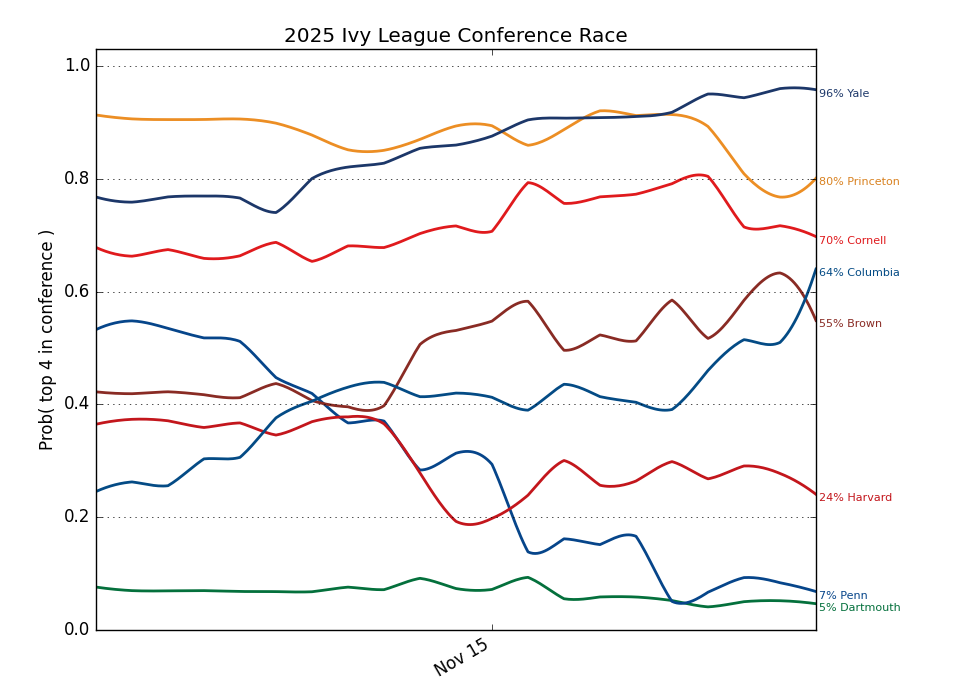 2025 Ivy League Conference Race
Prob( top 4 in conference )
1.0
0.8
0.6
0.4
0.2
0.0
Nov 15
96% Yale
80% Princeton
70% Cornell
64% Columbia
55% Brown
24% Harvard
7% Penn
5% Dartmouth